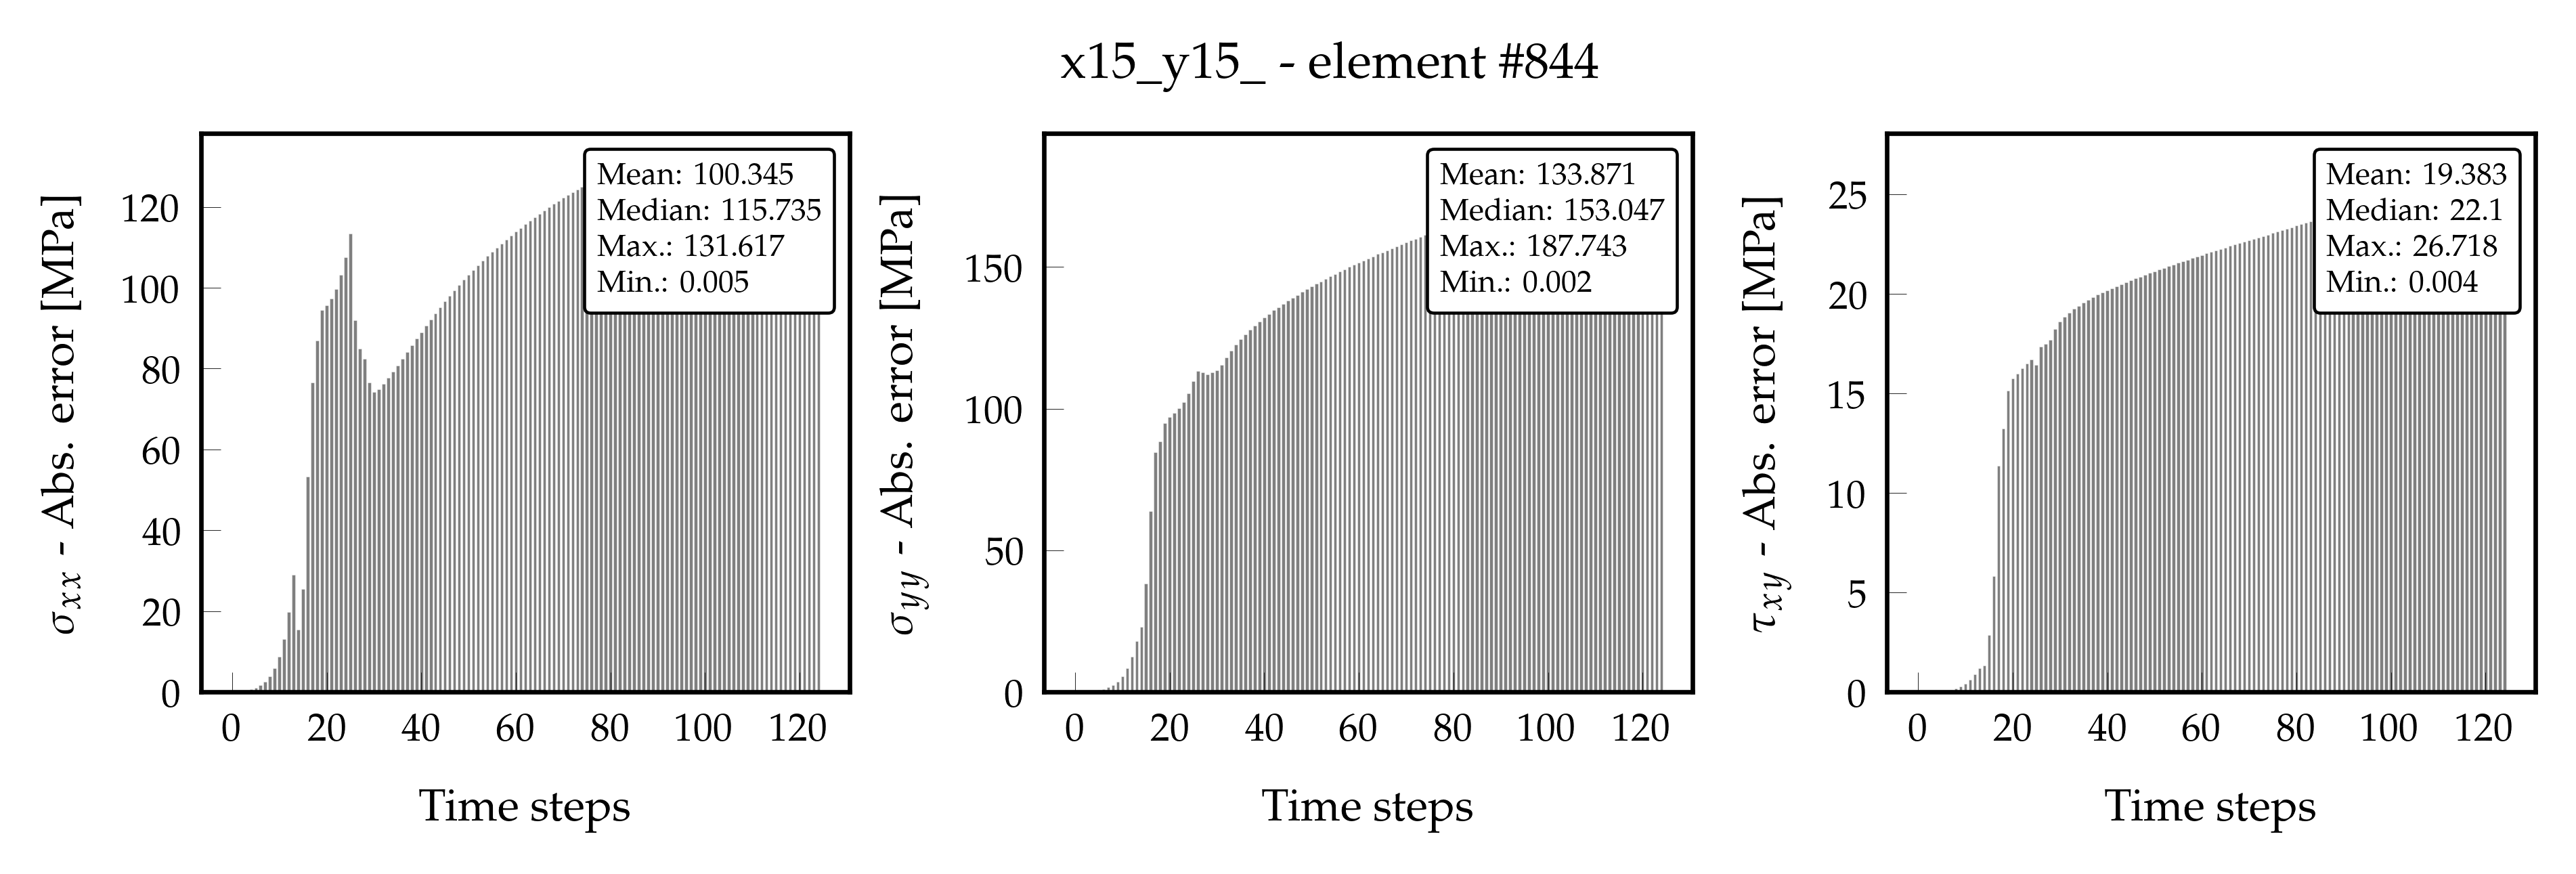 x15_y15_ - element #844
σxx - Abs. error [MPa]
120
100
80
60
40
20
0
Mean: 100.345
Median: 115.735
Max.: 131.617
Min.: 0.005
0 20 40 60 80 100 120
Time steps
σyy - Abs. error [MPa]
150
100
50
0
Mean: 133.871
Median: 153.047
Max.: 187.743
Min.: 0.002
0 20 40 60 80 100 120
Time steps
τxy - Abs. error [MPa]
25
20
15
10
5
0
Mean: 19.383
Median: 22.1
Max.: 26.718
Min.: 0.004
0 20 40 60 80 100 120
Time steps